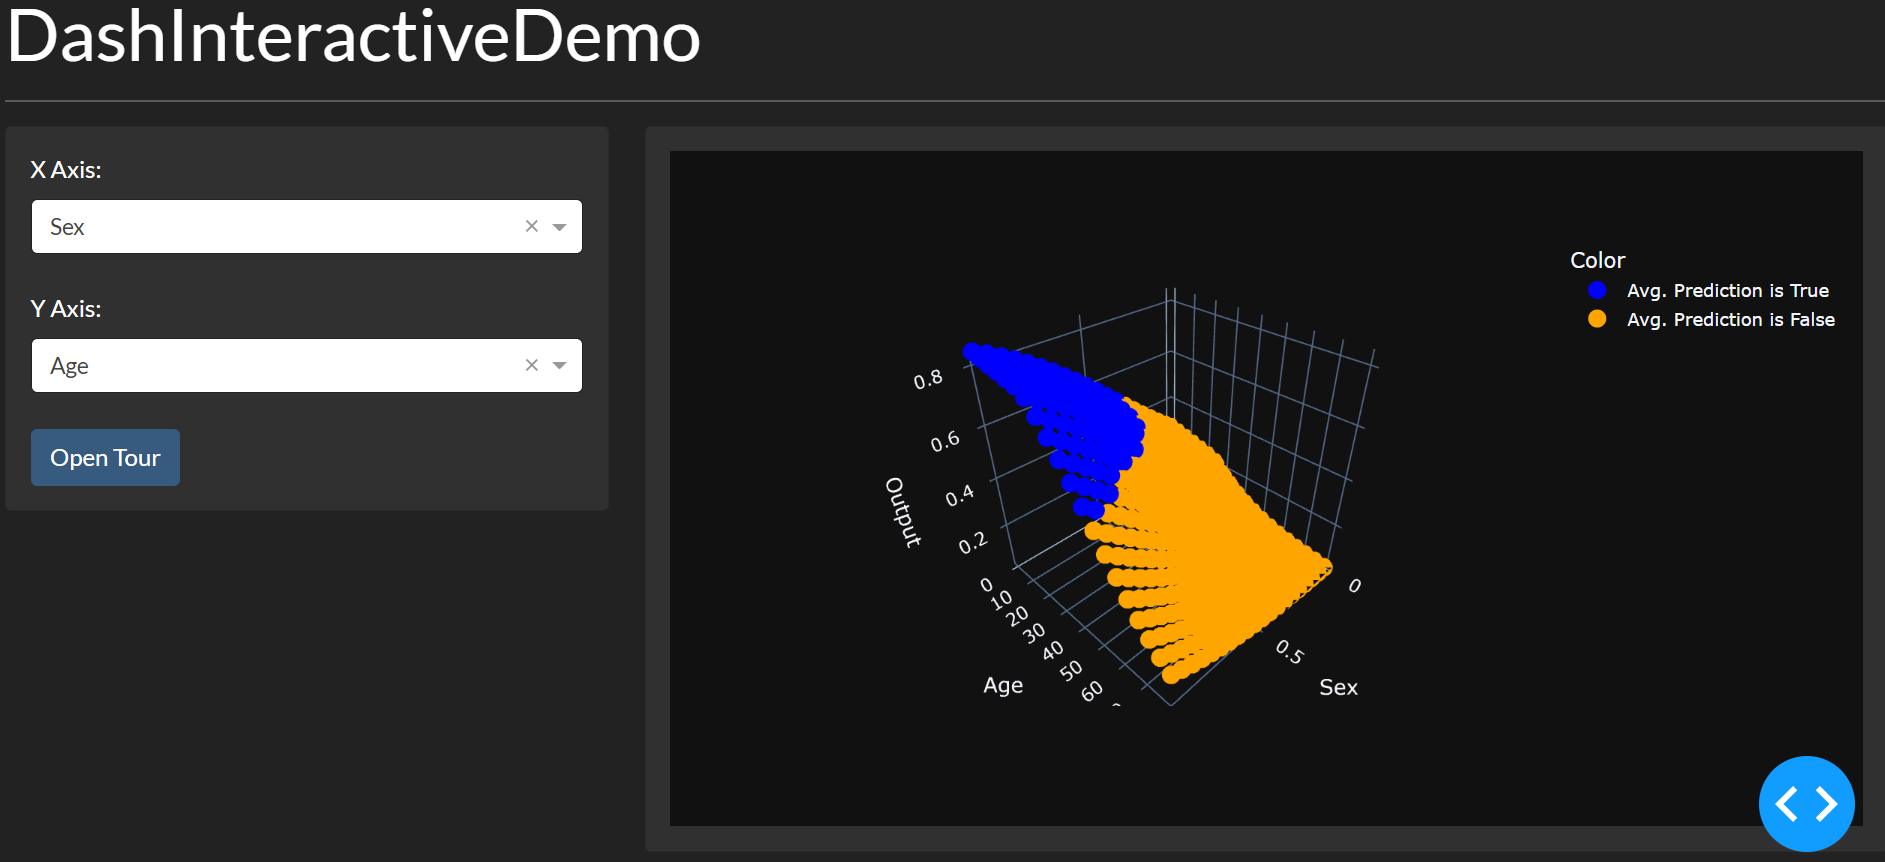 DashInteractiveDemo
X Axis:
Sex
Y Axis:
Age
Open Tour
Color
Avg. Prediction is True
Avg. Prediction is False
0.8
0.6
0.4
0.2
Output
0
10
20
30
40
50
60
Age
0
0.5
Sex